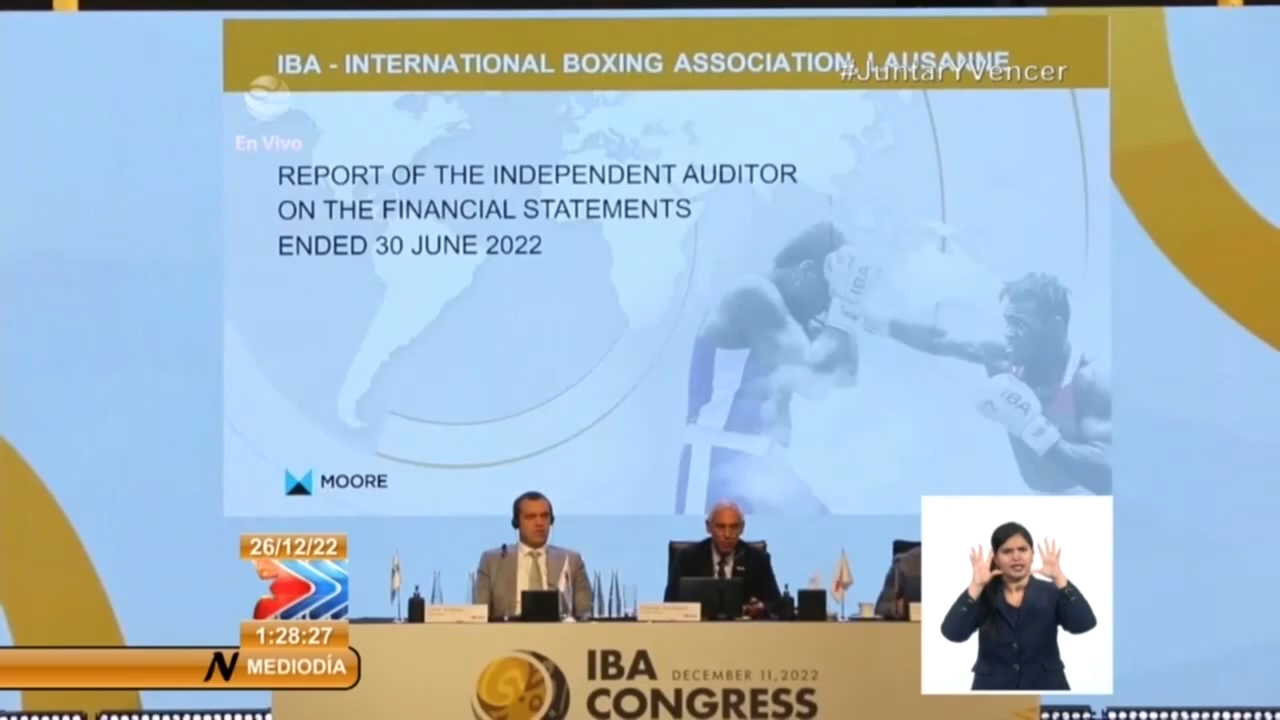 IBA - INTERNATIONAL BOXING ASSOCIATION, LAUSANNE
#JuntarYVencer
En Vivo
REPORT OF THE INDEPENDENT AUDITOR
ON THE FINANCIAL STATEMENTS
ENDED 30 JUNE 2022
IBA
IBA
MOORE
26/12/22
1:28:27
N MEDIODÍA
IBA DECEMBER 11, 2022
CONGRESS